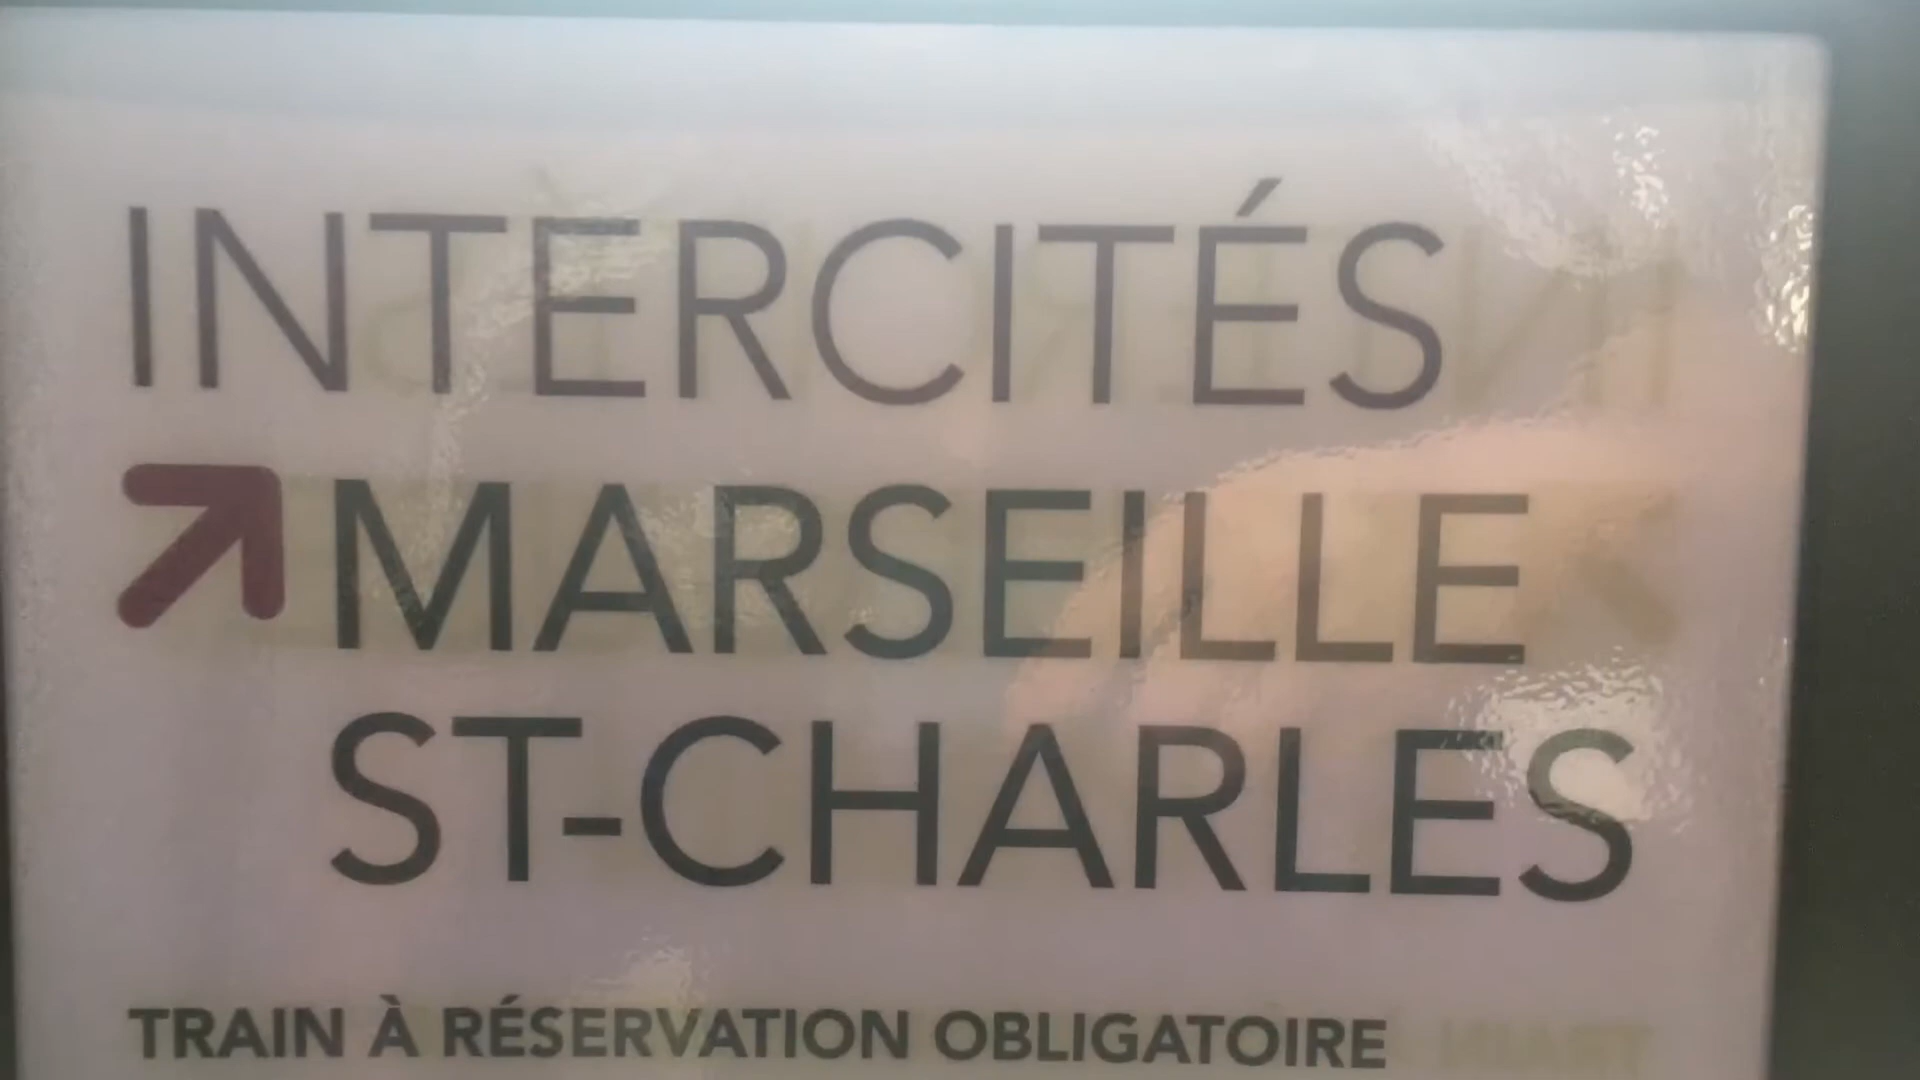 INTERCITÉS
MARSEILLE
ST-CHARLES
TRAIN À RÉSERVATION OBLIGATOIRE